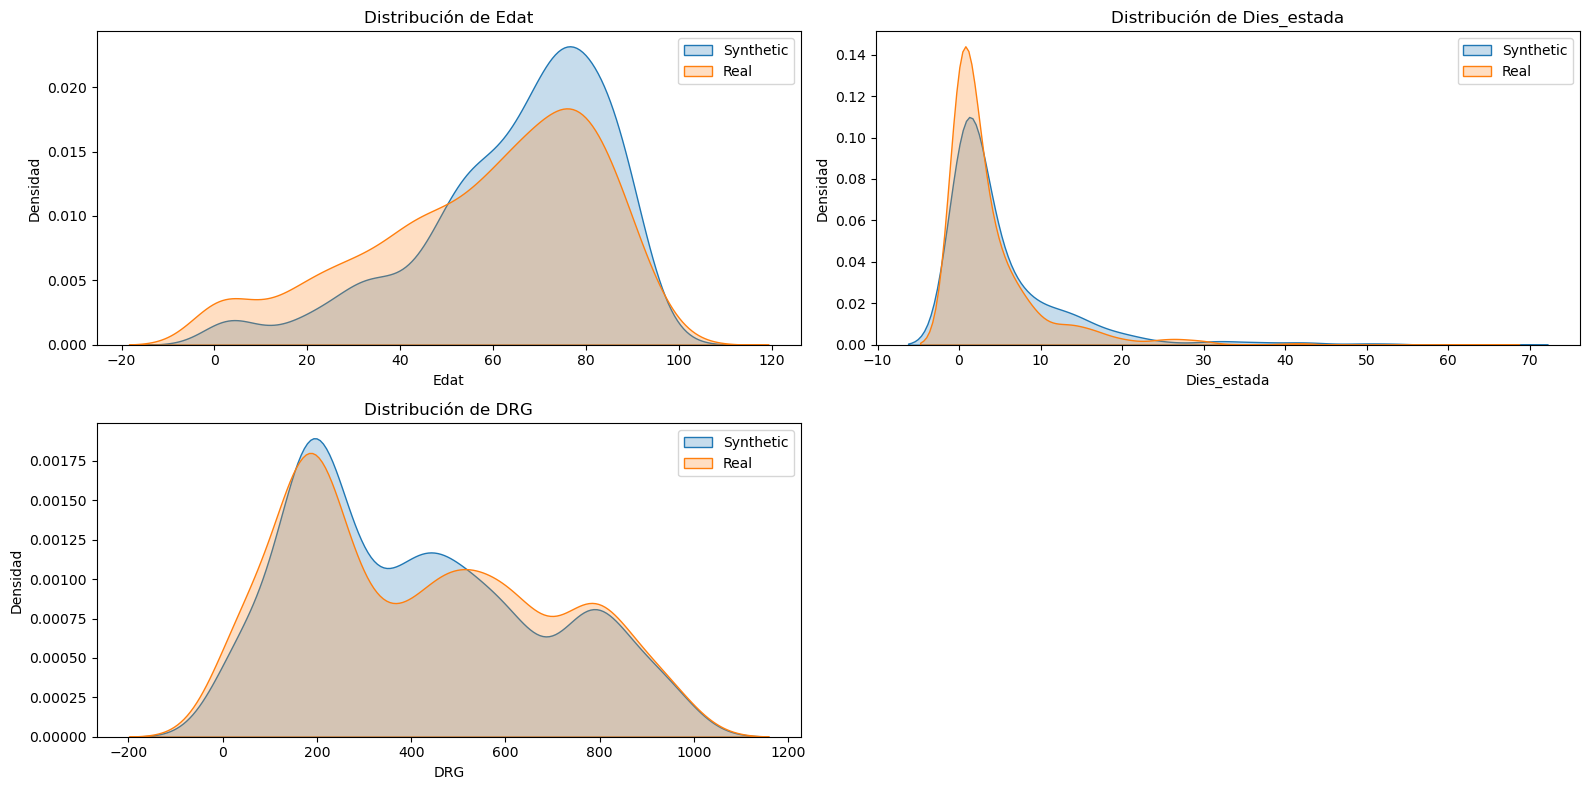 Distribución de Edat
Synthetic
Real
0.020
0.015
0.010
0.005
0.000
Densidad
−20 0 20 40 60 80 100 120
Edat
Distribución de Dies_estada
Synthetic
Real
0.14
0.12
0.10
0.08
0.06
0.04
0.02
0.00
Densidad
−10 0 10 20 30 40 50 60 70
Dies_estada
Distribución de DRG
Synthetic
Real
0.00175
0.00150
0.00125
0.00100
0.00075
0.00050
0.00025
0.00000
Densidad
−200 0 200 400 600 800 1000 1200
DRG